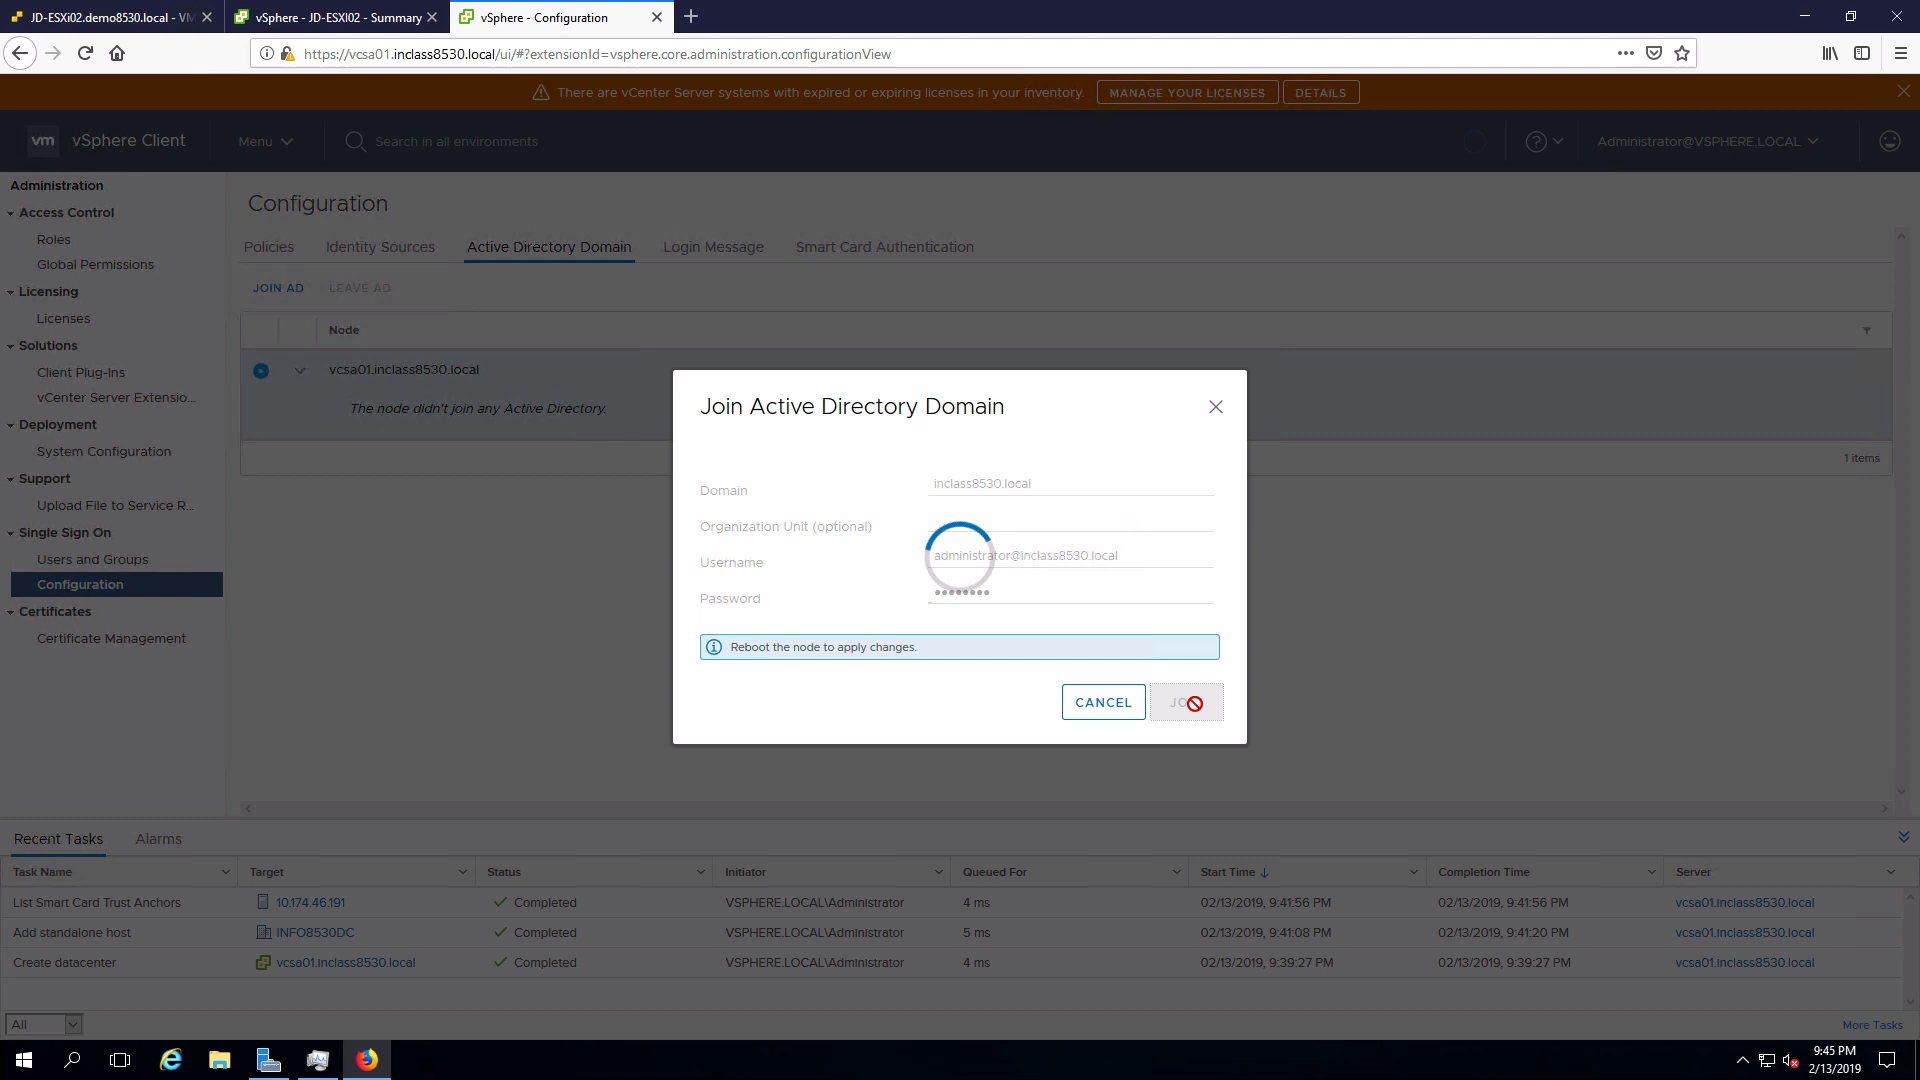 JD-ESXi02.demo8530.local - VM
vSphere - JD-ESXI02 - Summary
vSphere - Configuration
https://vcsa01.inclass8530.local/ui/#?extensionId=vsphere.core.administration.configurationView
There are vCenter Server systems with expired or expiring licenses in your inventory.
MANAGE YOUR LICENSES
DETAILS
vm
vSphere Client
Menu
Search in all environments
Administrator@VSPHERE.LOCAL
Administration
Access Control
Roles
Global Permissions
Licensing
Licenses
Solutions
Client Plug-Ins
vCenter Server Extensio...
Deployment
System Configuration
Support
Upload File to Service R...
Single Sign On
Users and Groups
Configuration
Certificates
Certificate Management
Configuration
Policies
Identity Sources
Active Directory Domain
Login Message
Smart Card Authentication
JOIN AD
LEAVE AD
Node
vcsa01.inclass8530.local
The node didn't join any Active Directory.
1 items
Join Active Directory Domain
Domain
inclass8530.local
Organization Unit (optional)
Username
administrator@inclass8530.local
Password
Reboot the node to apply changes.
CANCEL
Recent Tasks
Alarms
Task Name Target Status Initiator Queued For Start Time Completion Time Server
List Smart Card Trust Anchors 10.174.46.191 Completed VSPHERE.LOCAL\Administrator 4 ms 02/13/2019, 9:41:56 PM 02/13/2019, 9:41:56 PM vcsa01.inclass8530.local
Add standalone host INFO8530DC Completed VSPHERE.LOCAL\Administrator 5 ms 02/13/2019, 9:41:08 PM 02/13/2019, 9:41:20 PM vcsa01.inclass8530.local
Create datacenter vcsa01.inclass8530.local Completed VSPHERE.LOCAL\Administrator 4 ms 02/13/2019, 9:39:27 PM 02/13/2019, 9:39:27 PM vcsa01.inclass8530.local
All
More Tasks
9:45 PM
2/13/2019